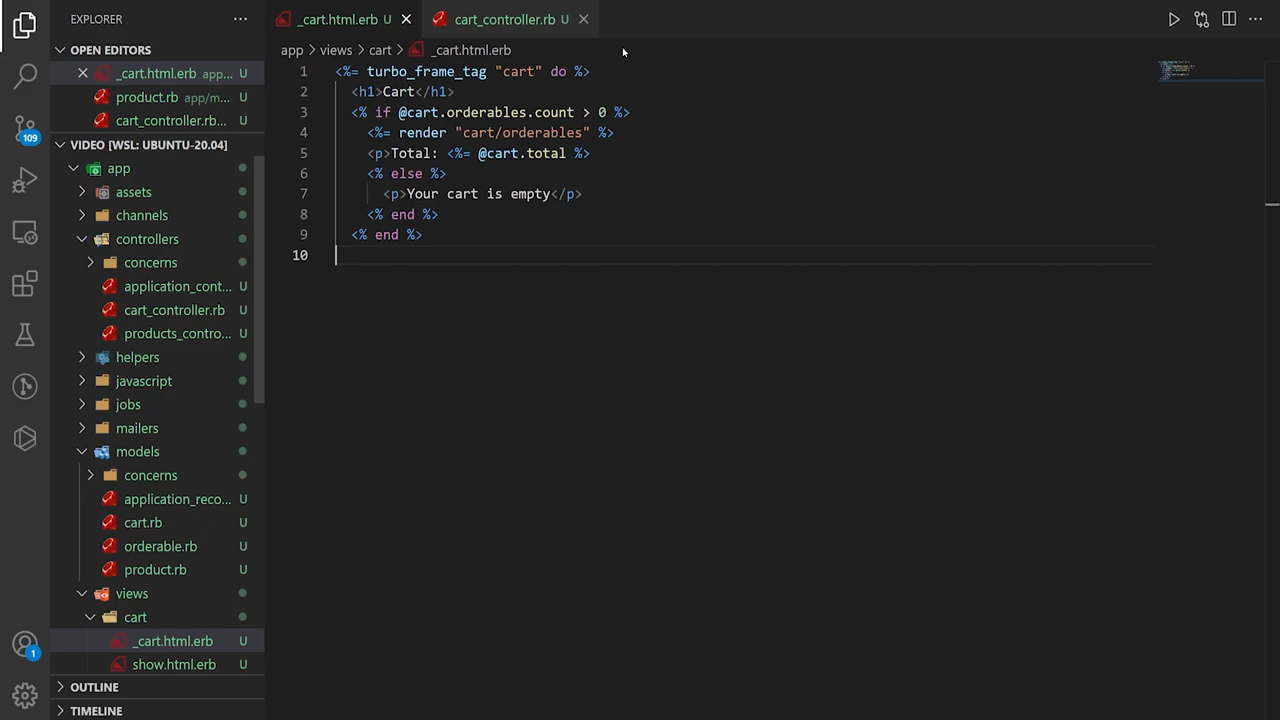 EXPLORER
OPEN EDITORS
_cart.html.erb app... U
product.rb app/m... U
cart_controller.rb... U
VIDEO [WSL: UBUNTU-20.04]
app
assets
channels
controllers
concerns
application_cont... U
cart_controller.rb U
products_contro... U
helpers
javascript
jobs
mailers
models
concerns
application_reco... U
cart.rb U
orderable.rb U
product.rb U
views
cart
_cart.html.erb U
show.html.erb U
OUTLINE
TIMELINE
109
1
_cart.html.erb U
cart_controller.rb U
app > views > cart > _cart.html.erb
1 <%= turbo_frame_tag "cart" do %>
2 <h1>Cart</h1>
3 <% if @cart.orderables.count > 0 %>
4 <%= render "cart/orderables" %>
5 <p>Total: <%= @cart.total %>
6 <% else %>
7 <p>Your cart is empty</p>
8 <% end %>
9 <% end %>
10